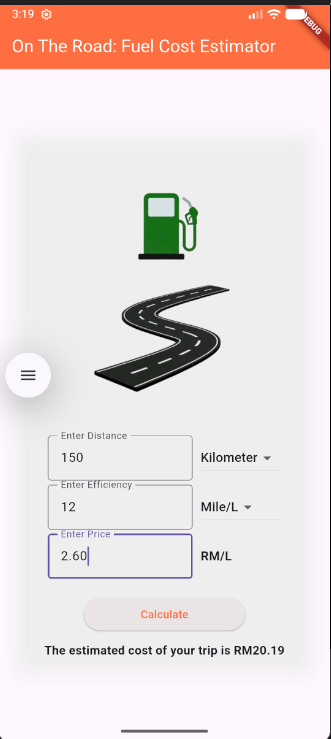 3:19
DEBUG
On The Road: Fuel Cost Estimator
Enter Distance
150
Kilometer
Enter Efficiency
12
Mile/L
Enter Price
2.60
RM/L
Calculate
The estimated cost of your trip is RM20.19